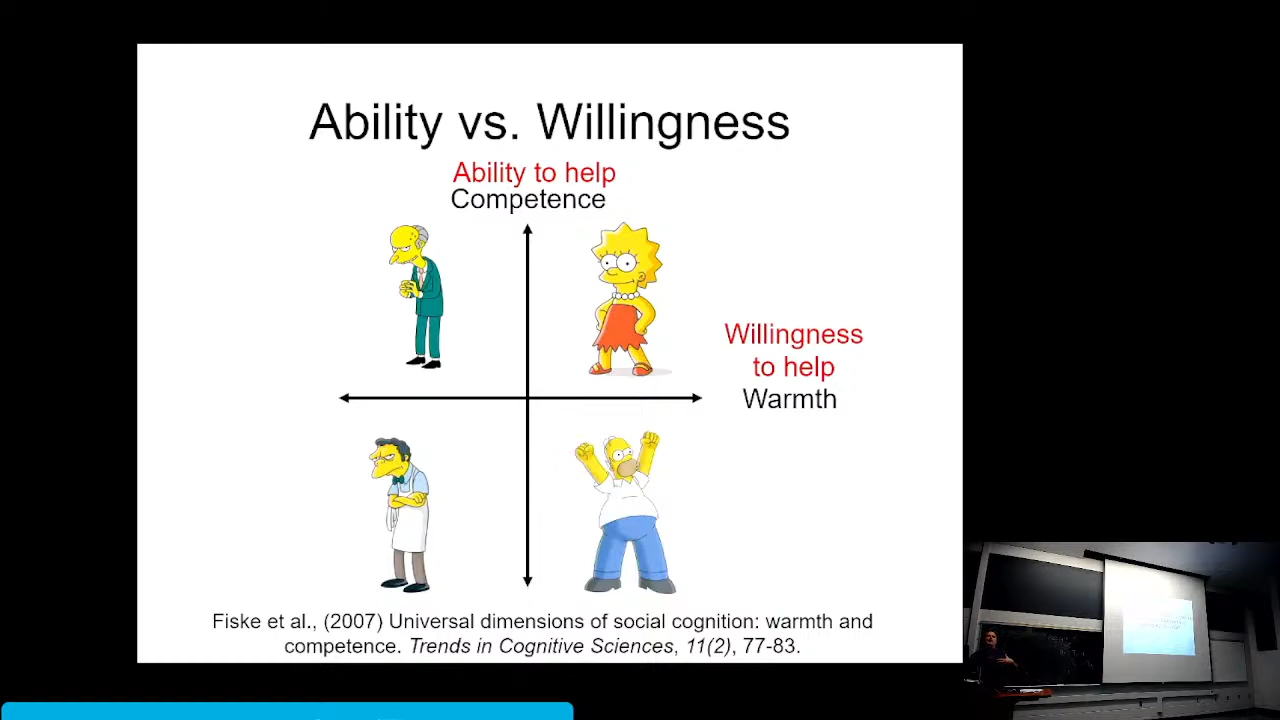 Ability vs. Willingness
Ability to help
Competence
Willingness
to help
Warmth
Fiske et al., (2007) Universal dimensions of social cognition: warmth and
competence. Trends in Cognitive Sciences, 11(2), 77-83.